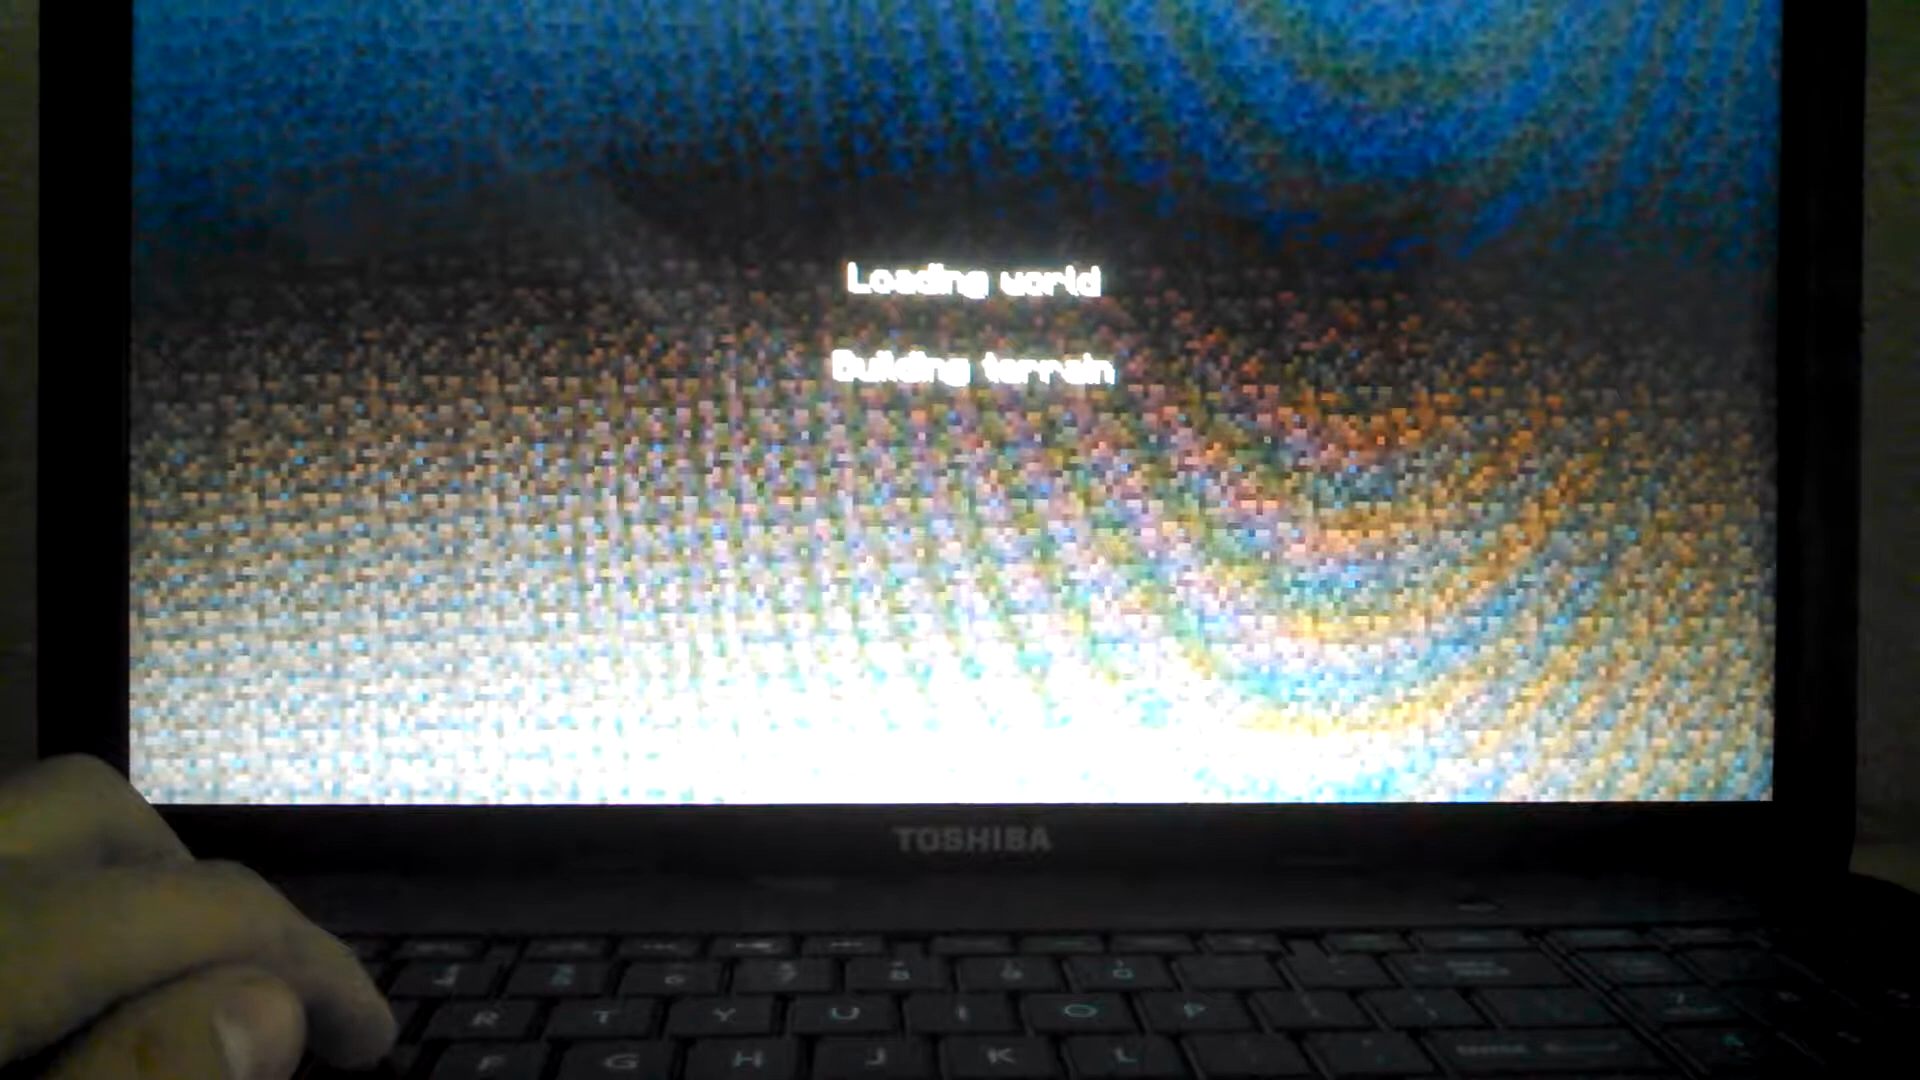 Loading world
Building terrain
TOSHIBA
R T Y U I O P
F G H J K L